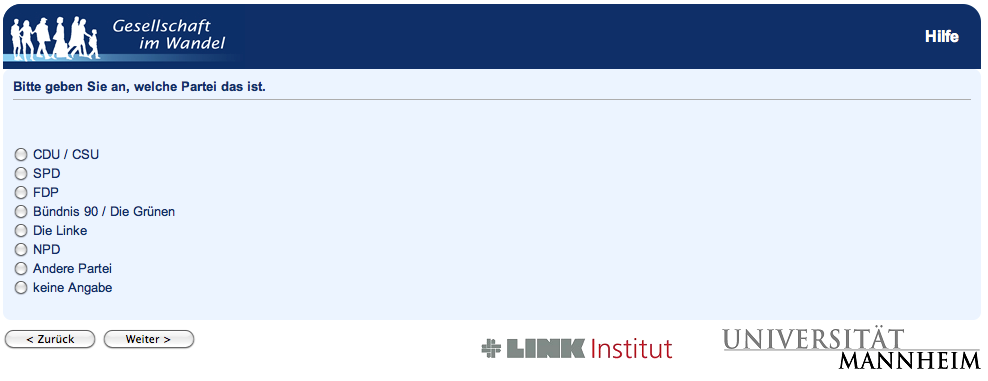 Gesellschaft
im Wandel
Hilfe
Bitte geben Sie an, welche Partei das ist.
CDU / CSU
SPD
FDP
Bündnis 90 / Die Grünen
Die Linke
NPD
Andere Partei
keine Angabe
< Zurück
Weiter >
LINK Institut
UNIVERSITÄT
MANNHEIM